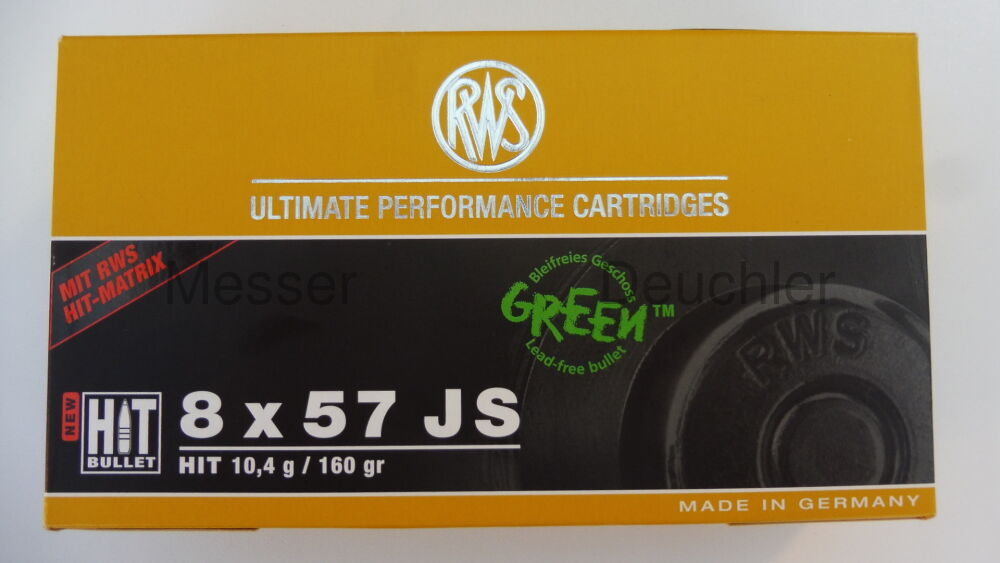 RWS
ULTIMATE PERFORMANCE CARTRIDGES
MIT RWS
HIT-MATRIX
Messer Deuchler
Bleifreies Geschoss
GREEN™
Lead-free bullet
RWS
NEW
HIT
BULLET
8 x 57 JS
HIT 10,4 g / 160 gr
MADE IN GERMANY